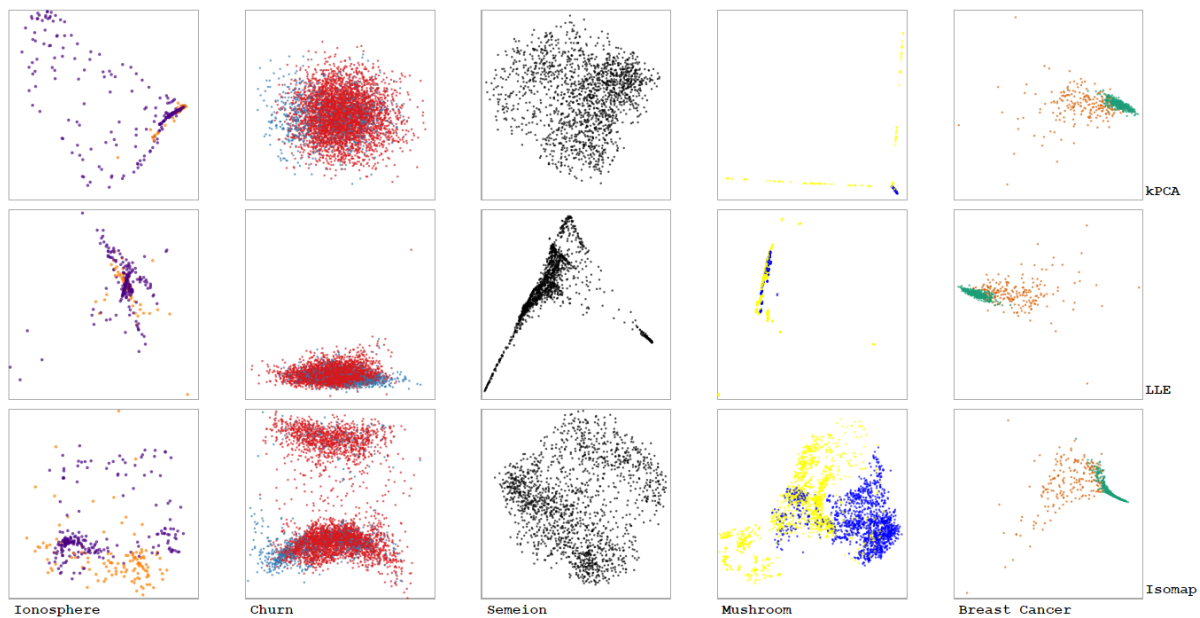 kPCA
LLE
Isomap
Ionosphere
Churn
Semeion
Mushroom
Breast Cancer